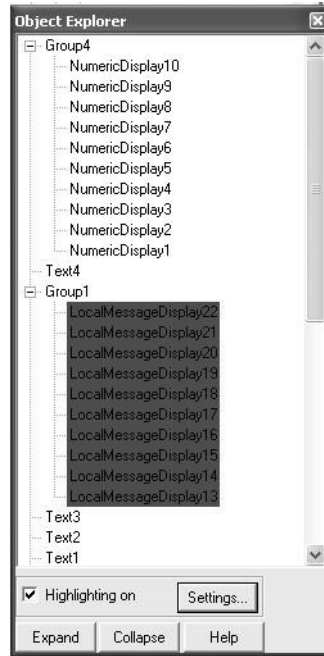 Object Explorer
Group4
NumericDisplay10
NumericDisplay9
NumericDisplay8
NumericDisplay7
NumericDisplay6
NumericDisplay5
NumericDisplay4
NumericDisplay3
NumericDisplay2
NumericDisplay1
Text4
Group1
LocalMessageDisplay22
LocalMessageDisplay21
LocalMessageDisplay20
LocalMessageDisplay19
LocalMessageDisplay18
LocalMessageDisplay17
LocalMessageDisplay16
LocalMessageDisplay15
LocalMessageDisplay14
LocalMessageDisplay13
Text3
Text2
Text1
Highlighting on Settings...
Expand Collapse Help